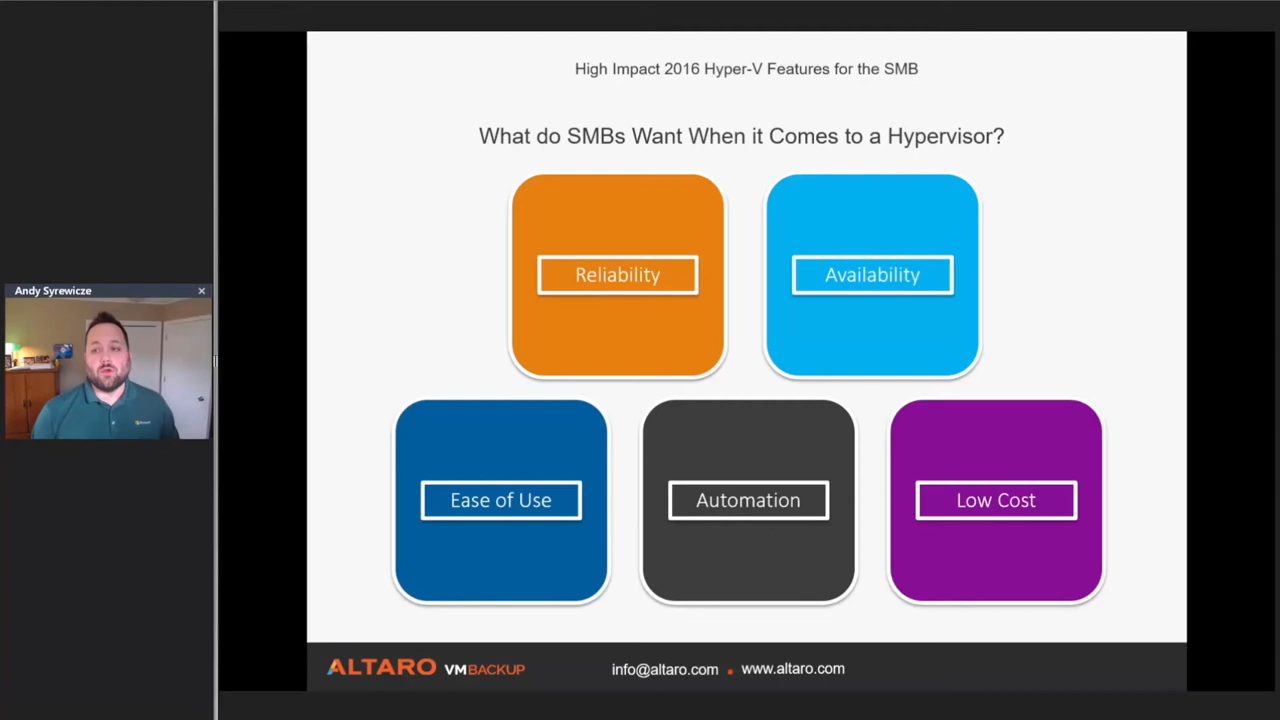 High Impact 2016 Hyper-V Features for the SMB
What do SMBs Want When it Comes to a Hypervisor?
Reliability
Availability
Andy Syrewicze
Ease of Use
Automation
Low Cost
ALTARO VMBACKUP
info@altaro.com ▪ www.altaro.com